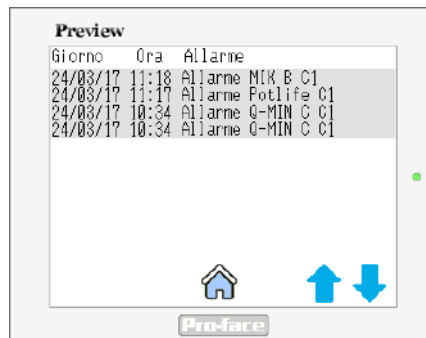 Preview
Giorno Ora Allarme
24/03/17 11:18 Allarme MIX B C1
24/03/17 11:17 Allarme Potlife C1
24/03/17 10:34 Allarme Q-MIN C C1
24/03/17 10:34 Allarme Q-MIN C C1
Pro-face